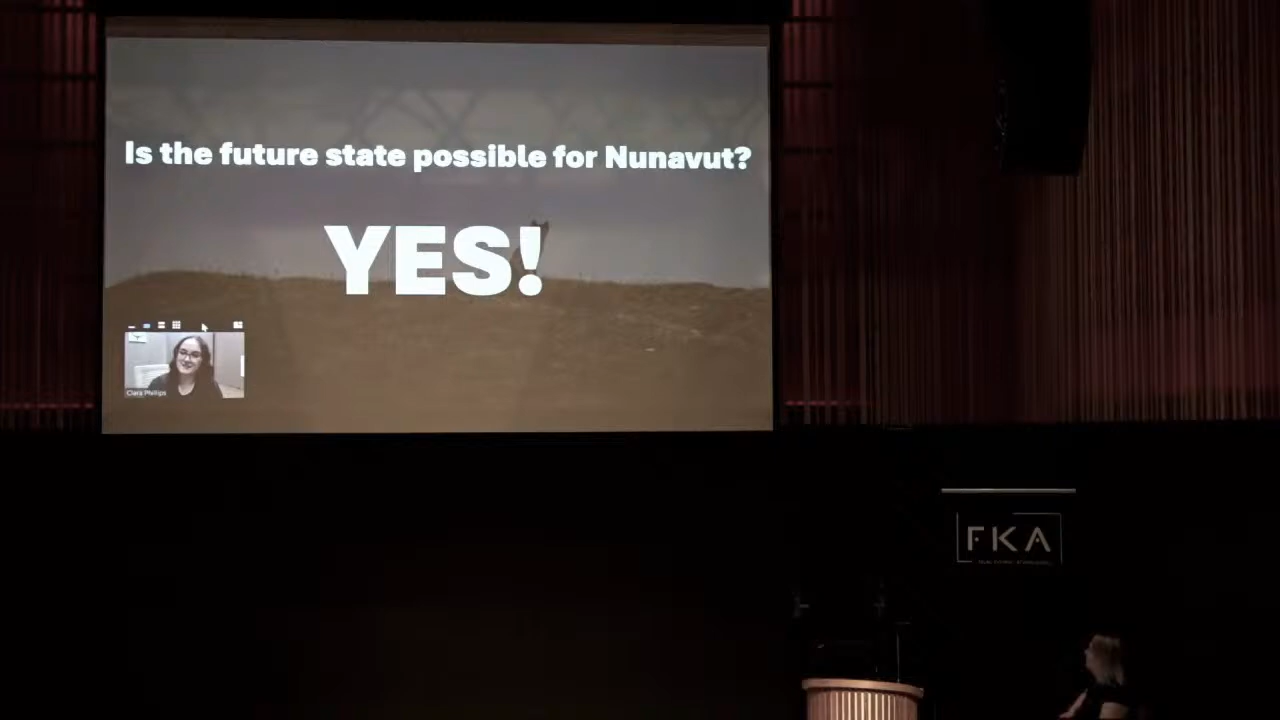 Is the future state possible for Nunavut?
YES!
Clara Phillips
FKA